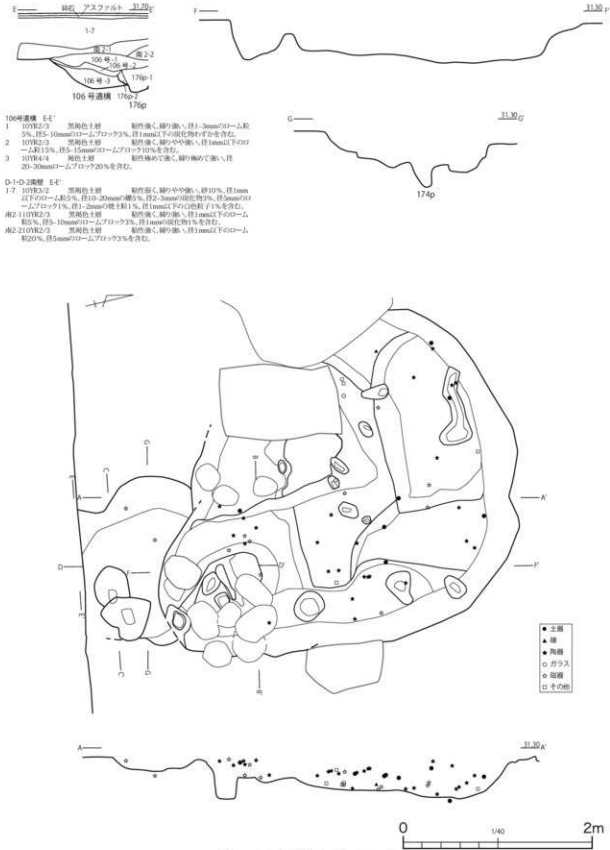 E 砕石 アスファルト 31.20 E'
1-7
南2-1
南2-2
106号-1
106号-2
106号-3
176p-1
176p-2
106号遺構
176p
F 31.30 F'
G 31.30 G'
174p
106号遺構 E-E'
1 10YR2/3 黒褐色土層 粘性強く、締り強い。径1~3mmのローム粒
5%、径5~10mmのロームブロック3%、径1mm以下の炭化物わずかを含む。
2 10YR2/3 黒褐色土層 粘性強く、締りやや強い。径1mm以下のロ
ーム粒15%、径5~15mmのロームブロック10%を含む。
3 10YR4/4 褐色土層 粘性極めて強く、締り極めて強い。径
20~30mmロームブロック20%を含む。
D-1・D-2南壁 E-E'
1-7 10YR3/2 黒褐色土層 粘性弱く、締りやや強い。砂10%、径1mm
以下のローム粒5%、径10~20mmの礫5%、径2~3mmの炭化物3%、径5mmのロ
ームブロック1%、径1~2mmの焼土粒1%、径1mm以下の白色粒子1%を含む。
南2-1 10YR2/3 黒褐色土層 粘性強く、締り強い。径1mm以下のローム
粒5%、径5~10mmのロームブロック3%、径1mmの炭化物1%を含む。
南2-2 10YR2/3 黒褐色土層 粘性強く、締り強い。径1mm以下のローム
粒20%、径5mmのロームブロック3%を含む。
G
E
C
B
A A'
F
D D'
F'
E'
C'
G'
B'
● 土器
▲ 礫
★ 陶器
○ ガラス
☆ 磁器
□ その他
A 31.30 A'
0 1/40 2m